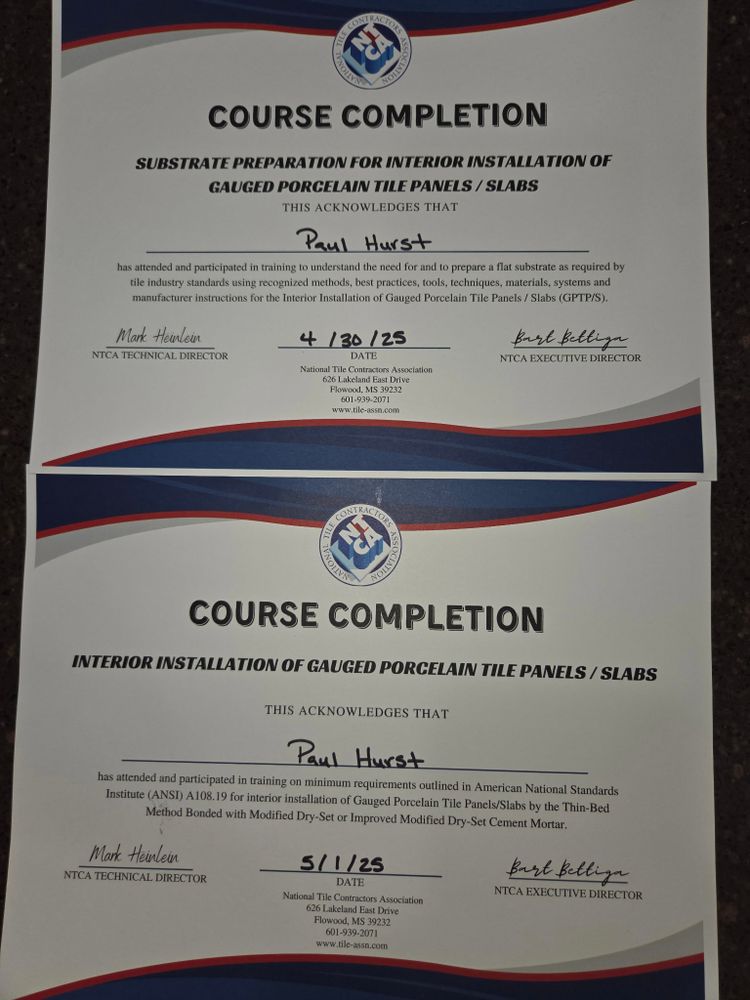 NATIONAL TILE CONTRACTORS ASSOCIATION
NTCA
COURSE COMPLETION
SUBSTRATE PREPARATION FOR INTERIOR INSTALLATION OF
GAUGED PORCELAIN TILE PANELS / SLABS
THIS ACKNOWLEDGES THAT
Paul Hurst
has attended and participated in training to understand the need for and to prepare a flat substrate as required by
tile industry standards using recognized methods, best practices, tools, techniques, materials, systems and
manufacturer instructions for the Interior Installation of Gauged Porcelain Tile Panels / Slabs (GPTP/S).
Mark Heinlein
NTCA TECHNICAL DIRECTOR
4 / 30 / 25
DATE
Bart Bettiga
NTCA EXECUTIVE DIRECTOR
National Tile Contractors Association
626 Lakeland East Drive
Flowood, MS 39232
601-939-2071
www.tile-assn.com
NATIONAL TILE CONTRACTORS ASSOCIATION
NTCA
COURSE COMPLETION
INTERIOR INSTALLATION OF GAUGED PORCELAIN TILE PANELS / SLABS
THIS ACKNOWLEDGES THAT
Paul Hurst
has attended and participated in training on minimum requirements outlined in American National Standards
Institute (ANSI) A108.19 for interior installation of Gauged Porcelain Tile Panels/Slabs by the Thin-Bed
Method Bonded with Modified Dry-Set or Improved Modified Dry-Set Cement Mortar.
Mark Heinlein
NTCA TECHNICAL DIRECTOR
5/1/25
DATE
Bart Bettiga
NTCA EXECUTIVE DIRECTOR
National Tile Contractors Association
626 Lakeland East Drive
Flowood, MS 39232
601-939-2071
www.tile-assn.com